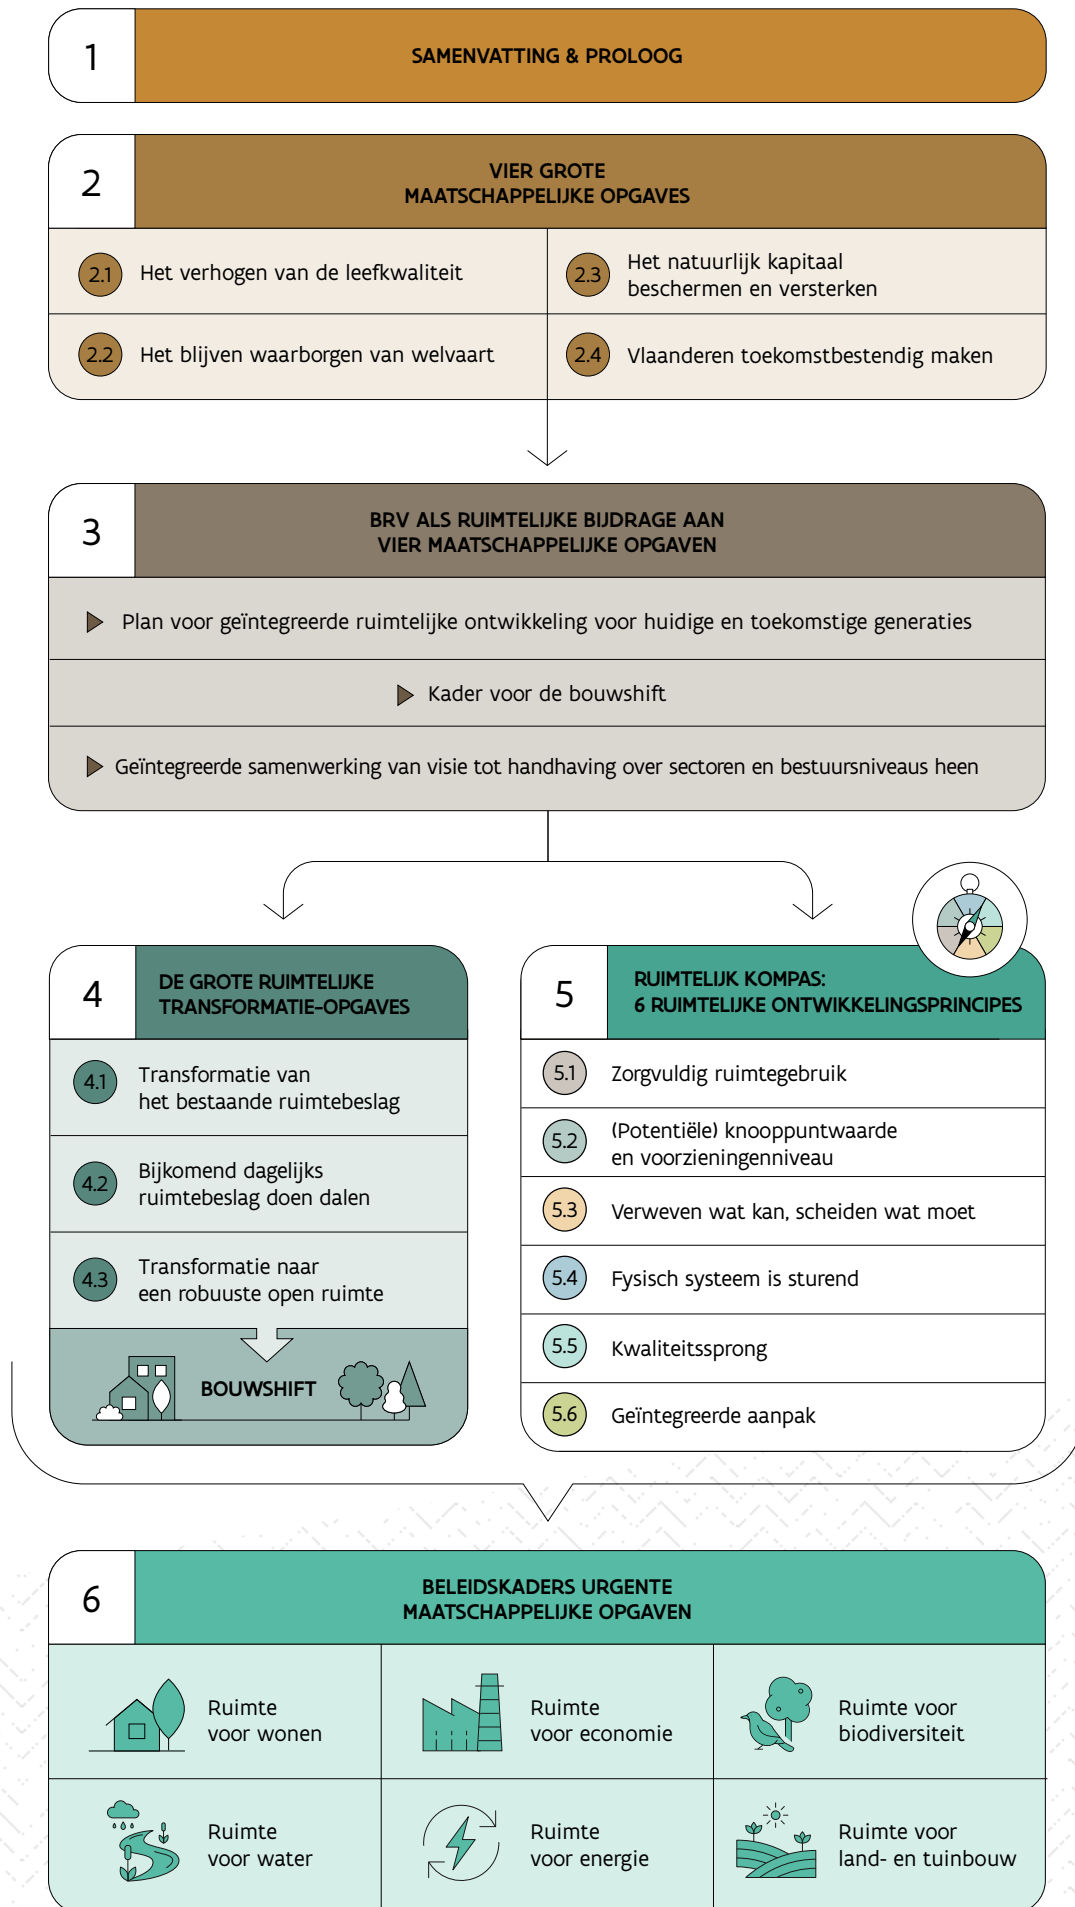 1
SAMENVATTING & PROLOOG
2
VIER GROTE
MAATSCHAPPELIJKE OPGAVES
2.1
Het verhogen van de leefkwaliteit
2.2
Het blijven waarborgen van welvaart
2.3
Het natuurlijk kapitaal
beschermen en versterken
2.4
Vlaanderen toekomstbestendig maken
3
BRV ALS RUIMTELIJKE BIJDRAGE AAN
VIER MAATSCHAPPELIJKE OPGAVEN
Plan voor geïntegreerde ruimtelijke ontwikkeling voor huidige en toekomstige generaties
Kader voor de bouwshift
Geïntegreerde samenwerking van visie tot handhaving over sectoren en bestuursniveaus heen
4
DE GROTE RUIMTELIJKE
TRANSFORMATIE-OPGAVES
4.1
Transformatie van
het bestaande ruimtebeslag
4.2
Bijkomend dagelijks
ruimtebeslag doen dalen
4.3
Transformatie naar
een robuuste open ruimte
BOUWSHIFT
5
RUIMTELIJK KOMPAS:
6 RUIMTELIJKE ONTWIKKELINGSPRINCIPES
5.1
Zorgvuldig ruimtegebruik
5.2
(Potentiële) knooppuntwaarde
en voorzieningenniveau
5.3
Verweven wat kan, scheiden wat moet
5.4
Fysisch systeem is sturend
5.5
Kwaliteitssprong
5.6
Geïntegreerde aanpak
6
BELEIDSKADERS URGENTE
MAATSCHAPPELIJKE OPGAVEN
Ruimte
voor wonen
Ruimte
voor economie
Ruimte voor
biodiversiteit
Ruimte
voor water
Ruimte
voor energie
Ruimte voor
land- en tuinbouw